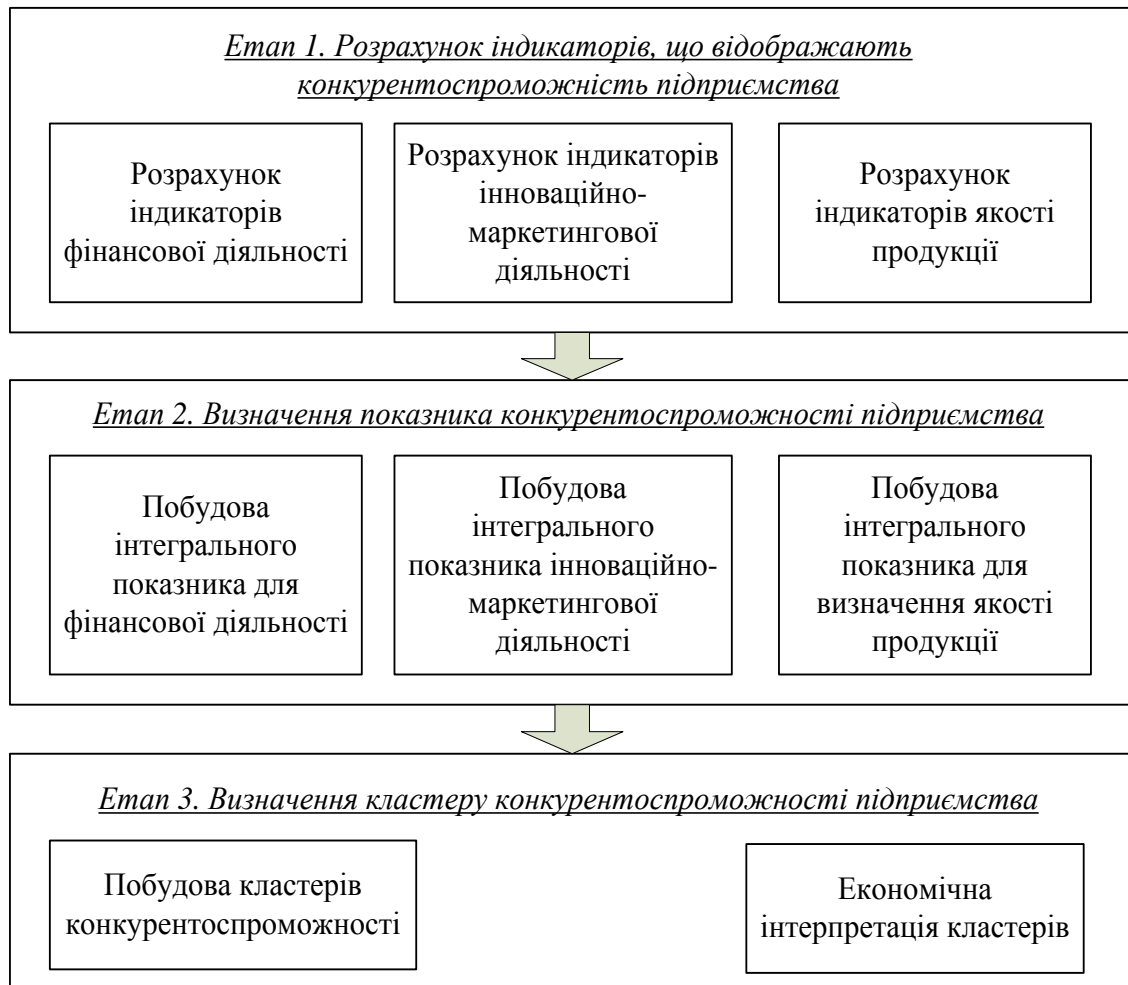 Етап 1. Розрахунок індикаторів, що відображають
конкурентоспроможність підприємства
Розрахунок
індикаторів
фінансової діяльності
Розрахунок індикаторів
інноваційно-
маркетингової
діяльності
Розрахунок
індикаторів якості
продукції
Етап 2. Визначення показника конкурентоспроможності підприємства
Побудова
інтегрального
показника для
фінансової діяльності
Побудова
інтегрального
показника інноваційно-
маркетингової
діяльності
Побудова
інтегрального
показника для
визначення якості
продукції
Етап 3. Визначення кластеру конкурентоспроможності підприємства
Побудова кластерів
конкурентоспроможності
Економічна
інтерпретація кластерів